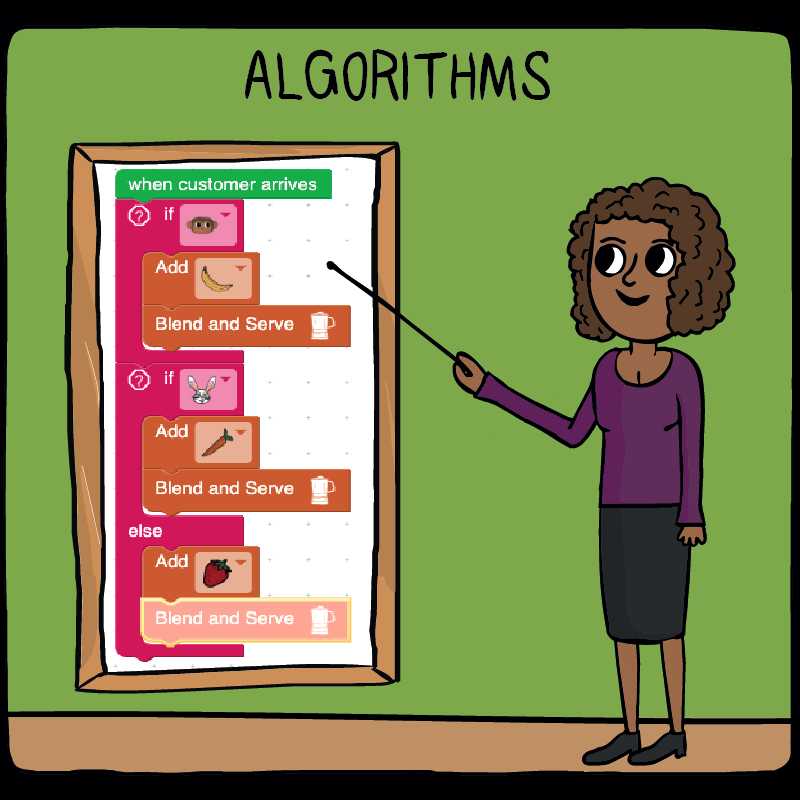 ALGORITHMS
when customer arrives
? if
Add
Blend and Serve
? if
Add
Blend and Serve
else
Add
Blend and Serve